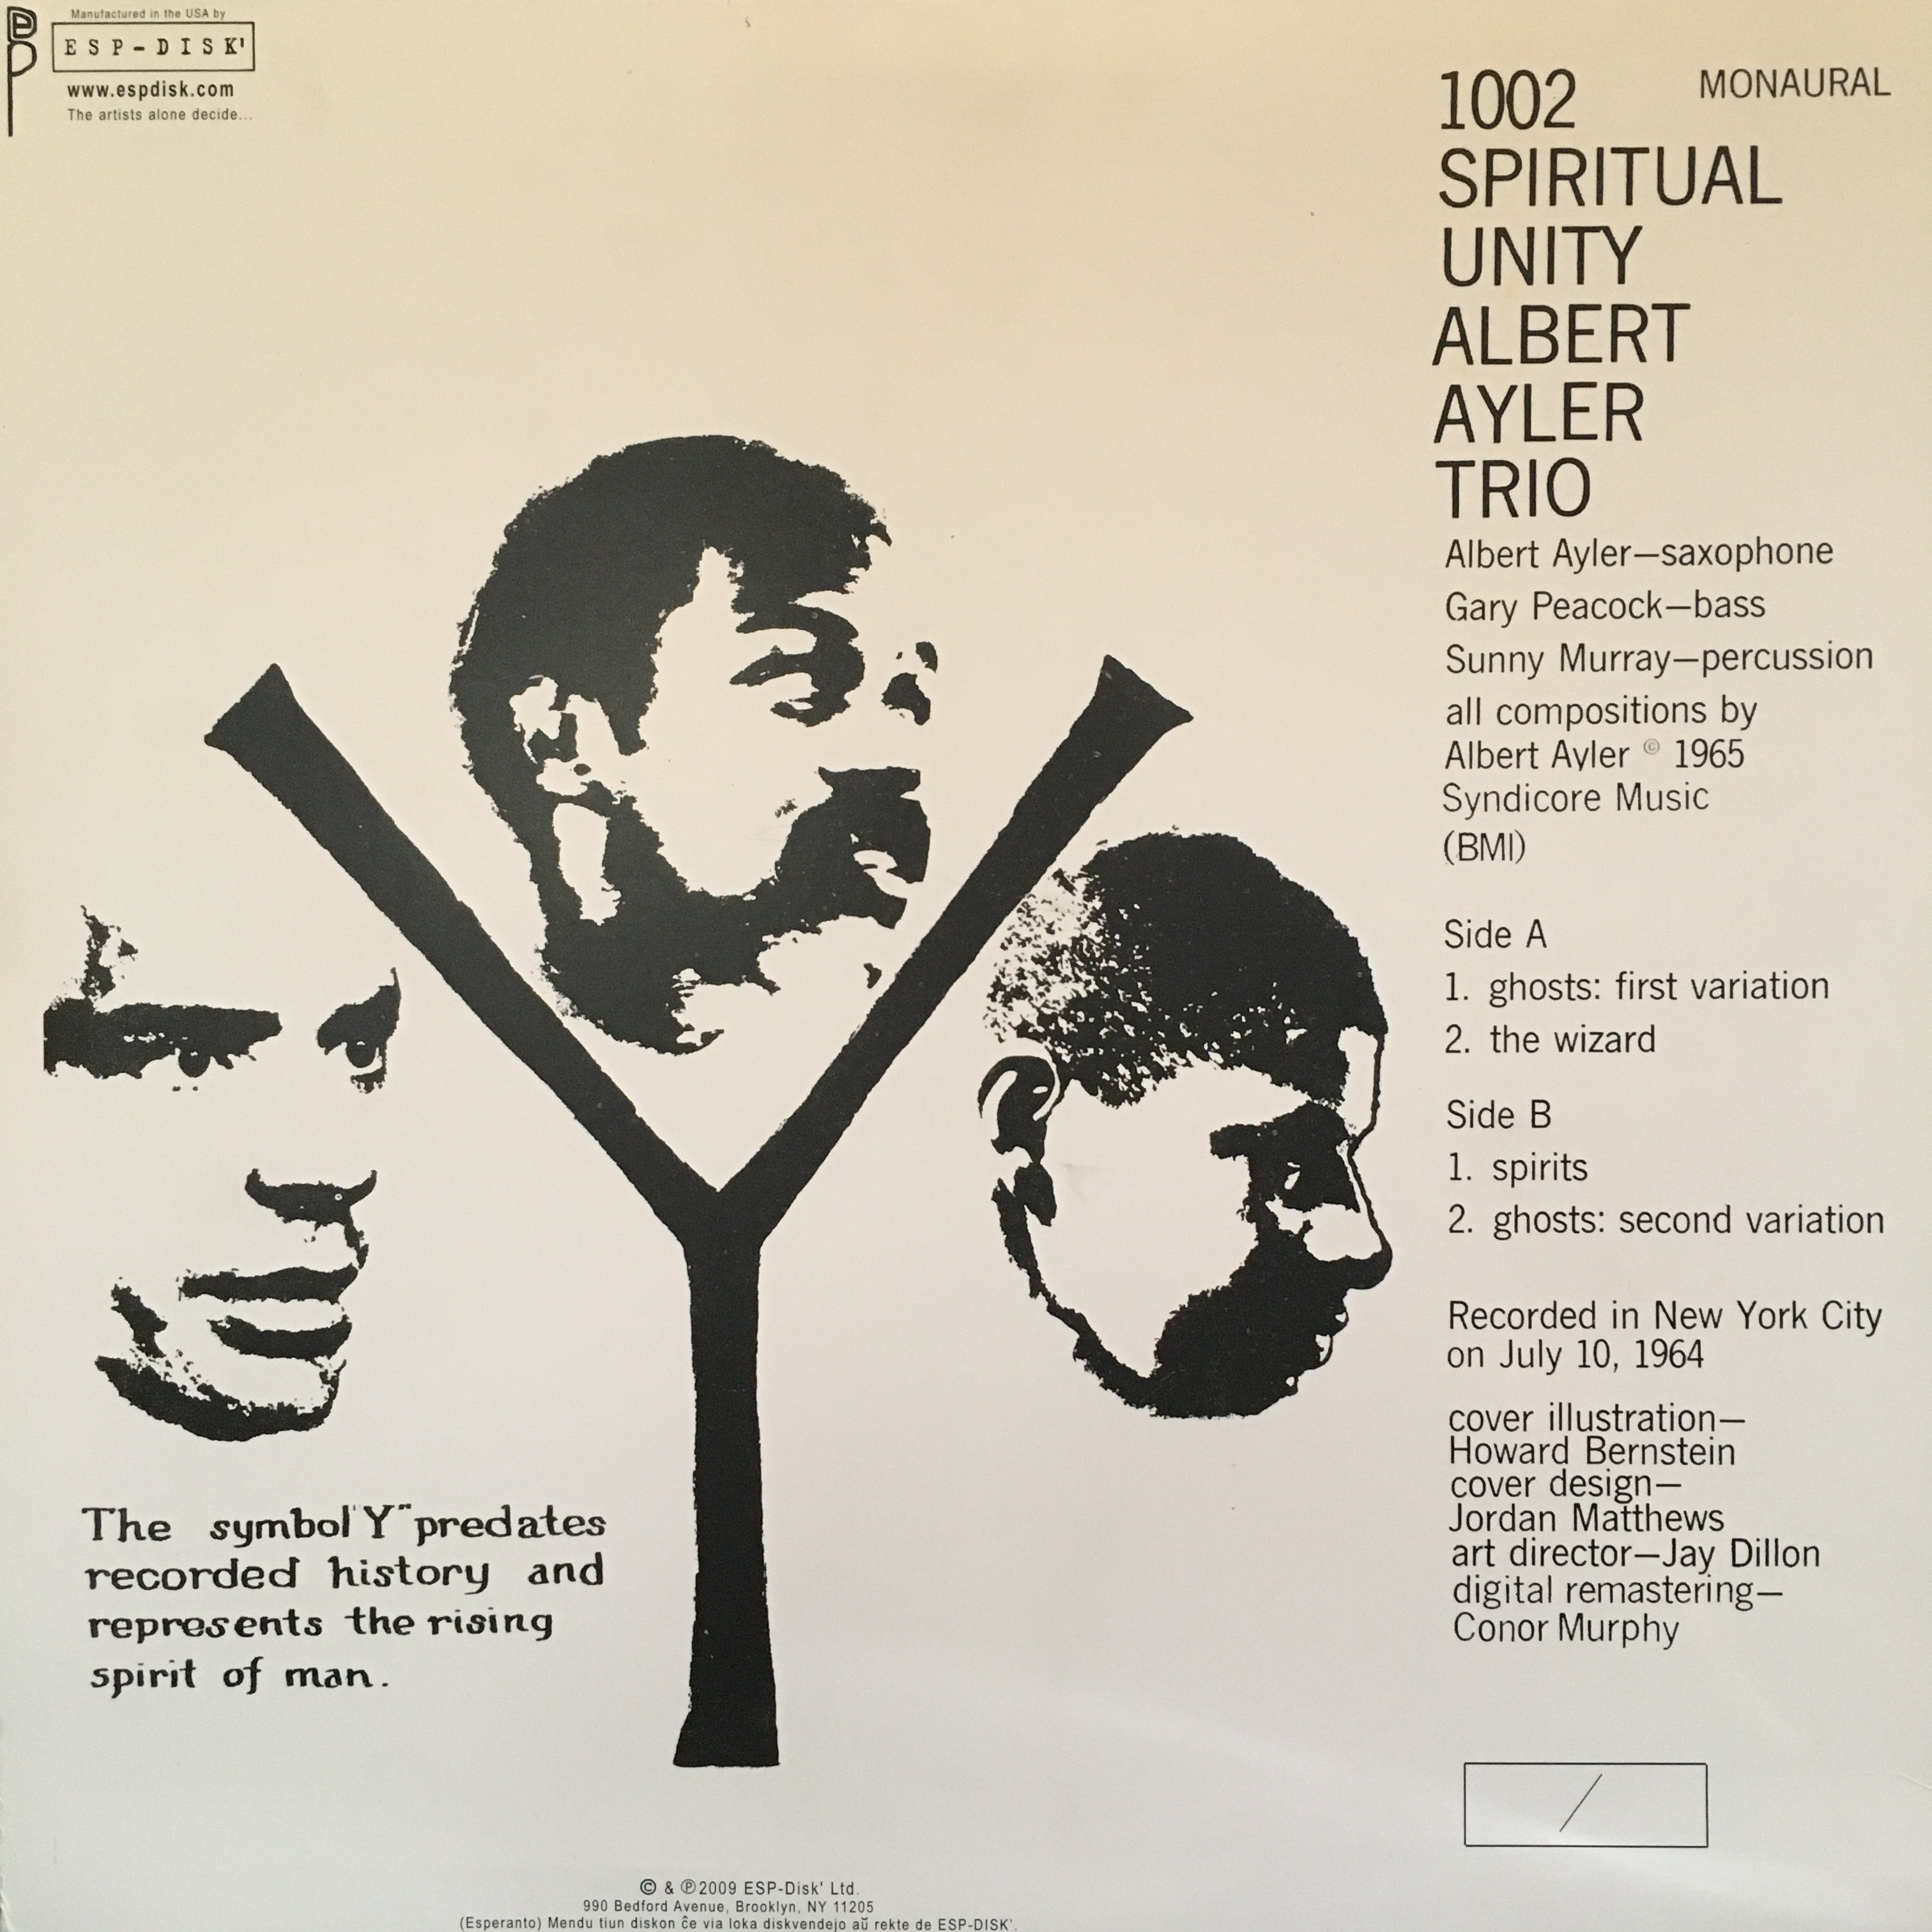 Manufactured in the USA by
ESP-DISK'
www.espdisk.com
The artists alone decide...
1002 MONAURAL
SPIRITUAL
UNITY
ALBERT
AYLER
TRIO
Albert Ayler—saxophone
Gary Peacock—bass
Sunny Murray—percussion
all compositions by
Albert Ayler © 1965
Syndicore Music
(BMI)
Side A
1. ghosts: first variation
2. the wizard
Side B
1. spirits
2. ghosts: second variation
Recorded in New York City
on July 10, 1964
cover illustration—
Howard Bernstein
cover design—
Jordan Matthews
art director—Jay Dillon
digital remastering—
Conor Murphy
Y
The symbol "Y" predates
recorded history and
represents the rising
spirit of man.
/
© & ℗2009 ESP-Disk' Ltd.
990 Bedford Avenue, Brooklyn, NY 11205
(Esperanto) Mendu tiun diskon ĉe via loka diskvendejo aŭ rekte de ESP-DISK'.